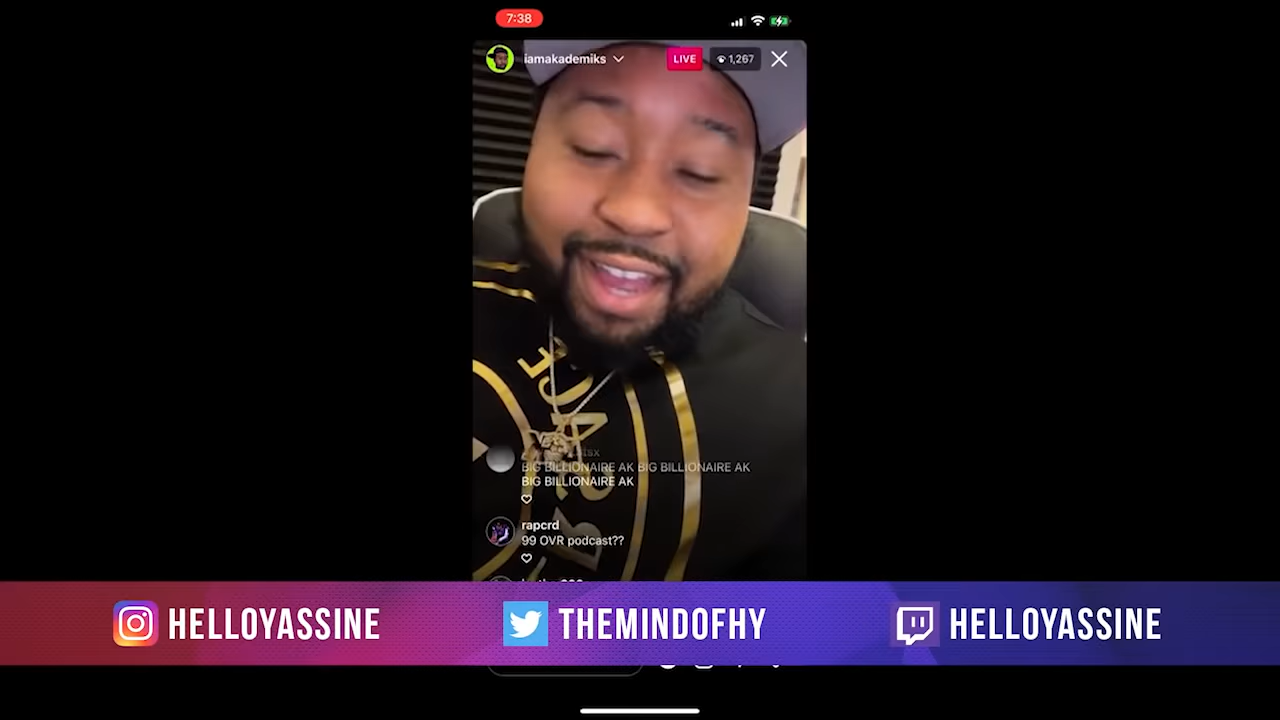 7:38
iamakademiks
LIVE
1,267
BIG BILLIONAIRE AK BIG BILLIONAIRE AK
BIG BILLIONAIRE AK
rapcrd
99 OVR podcast??
HELLOYASSINE
THEMINDOFHY
HELLOYASSINE